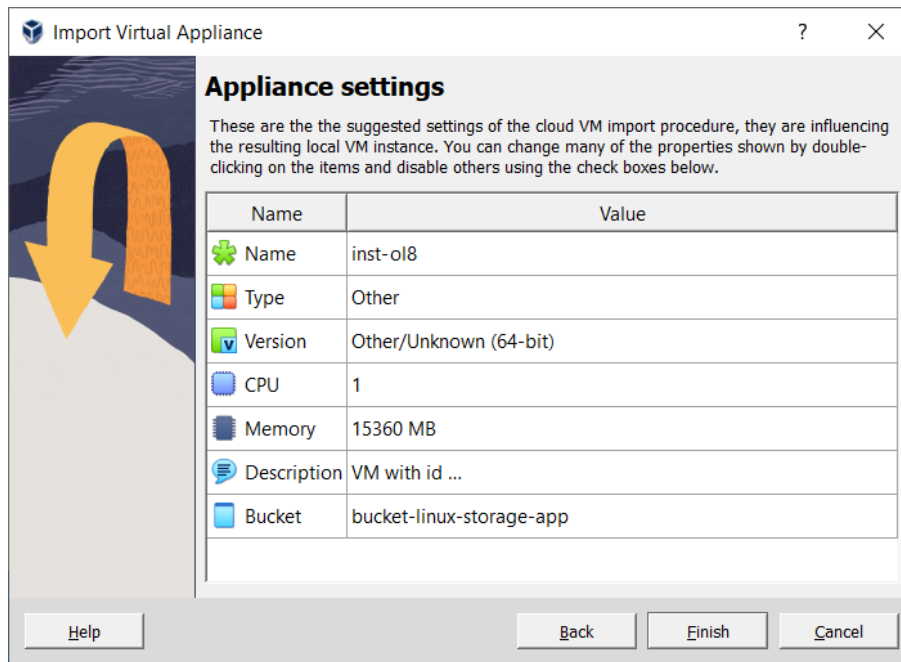 Import Virtual Appliance
Appliance settings
These are the the suggested settings of the cloud VM import procedure, they are influencing
the resulting local VM instance. You can change many of the properties shown by double-
clicking on the items and disable others using the check boxes below.
Name Value
Name inst-ol8
Type Other
Version Other/Unknown (64-bit)
CPU 1
Memory 15360 MB
Description VM with id ...
Bucket bucket-linux-storage-app
Help Back Finish Cancel